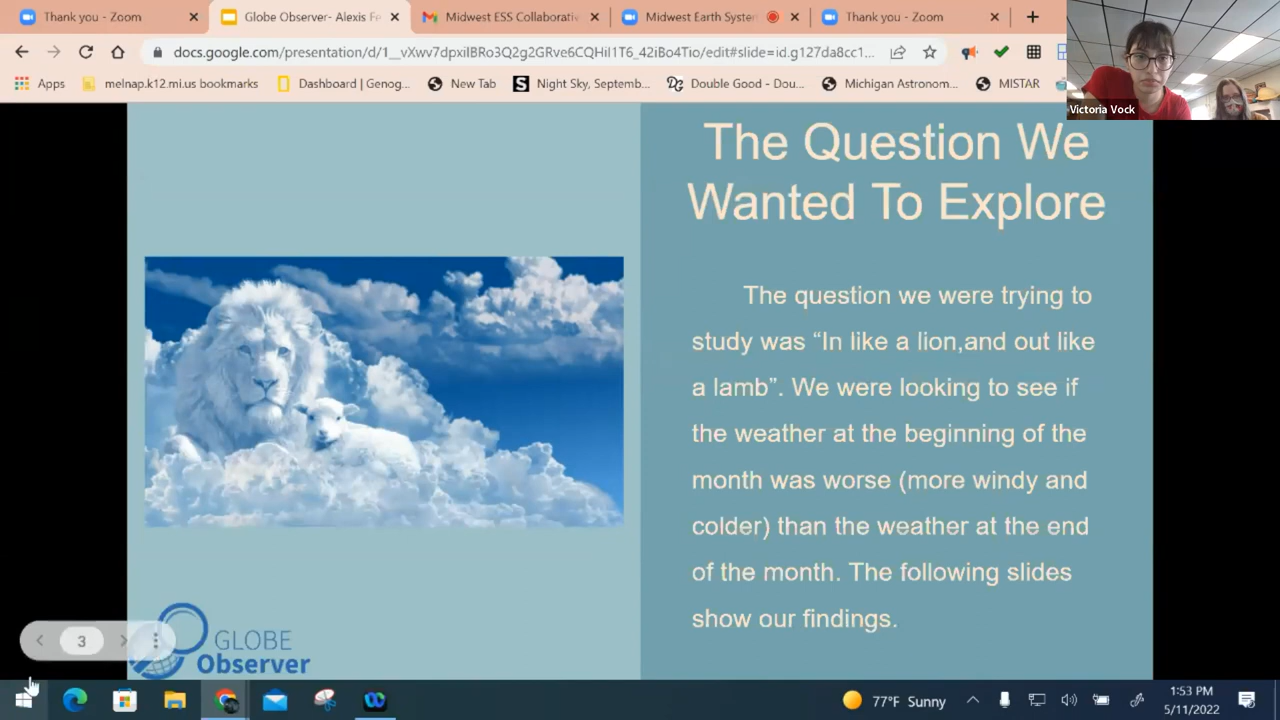 Thank you - Zoom
Globe Observer- Alexis Fe
Midwest ESS Collaborati
Midwest Earth Syster
Thank you - Zoom
docs.google.com/presentation/d/1__vXwv7dpxilBRo3Q2g2GRve6CQHiI1T6_42iBo4Tio/edit#slide=id.g127da8cc1...
Apps
melnap.k12.mi.us bookmarks
Dashboard | Genog...
New Tab
Night Sky, Septemb...
Double Good - Dou...
Michigan Astronom...
MISTAR
Victoria Vock
The Question We
Wanted To Explore
The question we were trying to
study was “In like a lion,and out like
a lamb”. We were looking to see if
the weather at the beginning of the
month was worse (more windy and
colder) than the weather at the end
of the month. The following slides
show our findings.
3
GLOBE
Observer
77°F Sunny
1:53 PM
5/11/2022